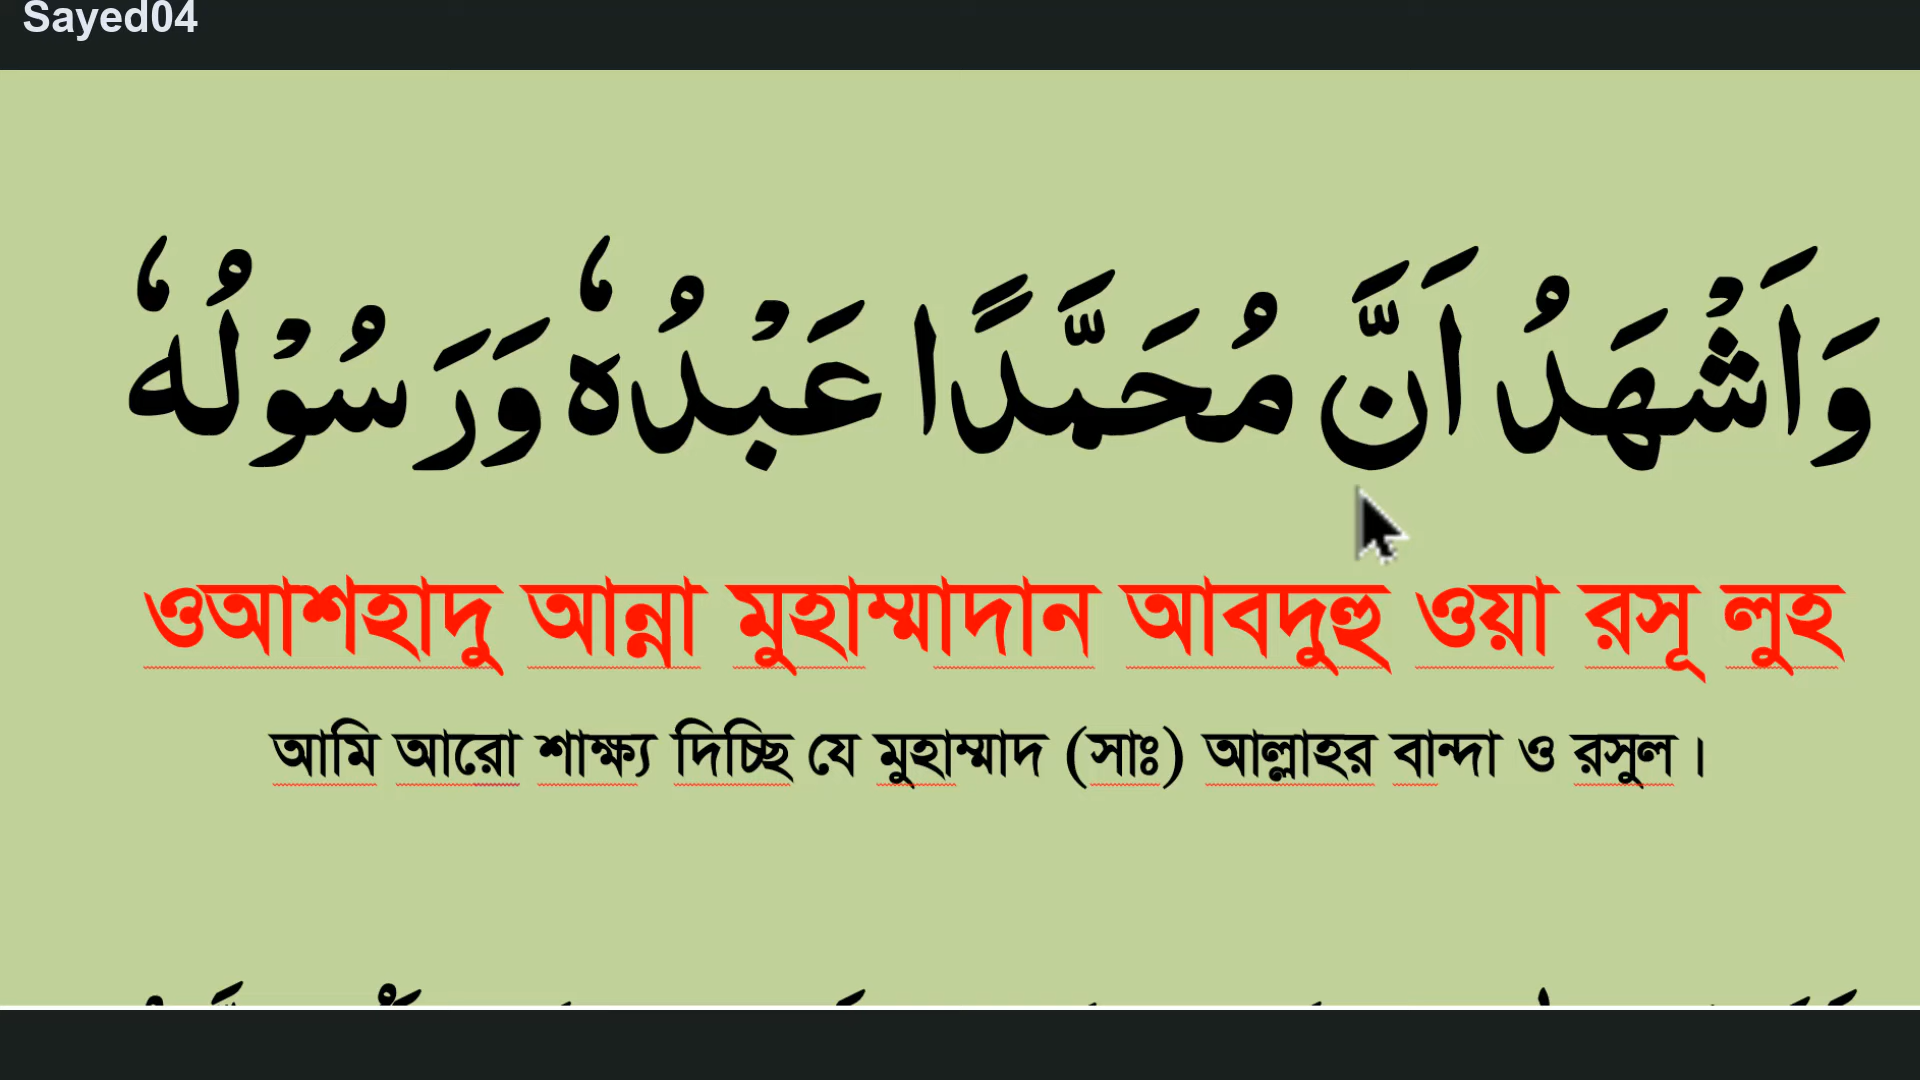 Sayed04
وَاَشْهَدُ اَنَّ مُحَمَّدًا عَبْدُهٗ وَرَسُوْلُهٗ
ওআশহাদু আন্না মুহাম্মাদান আবদুহু ওয়া রসূ লুহ
আমি আরো শাক্ষ্য দিচ্ছি যে মুহাম্মাদ (সাঃ) আল্লাহর বান্দা ও রসুল।